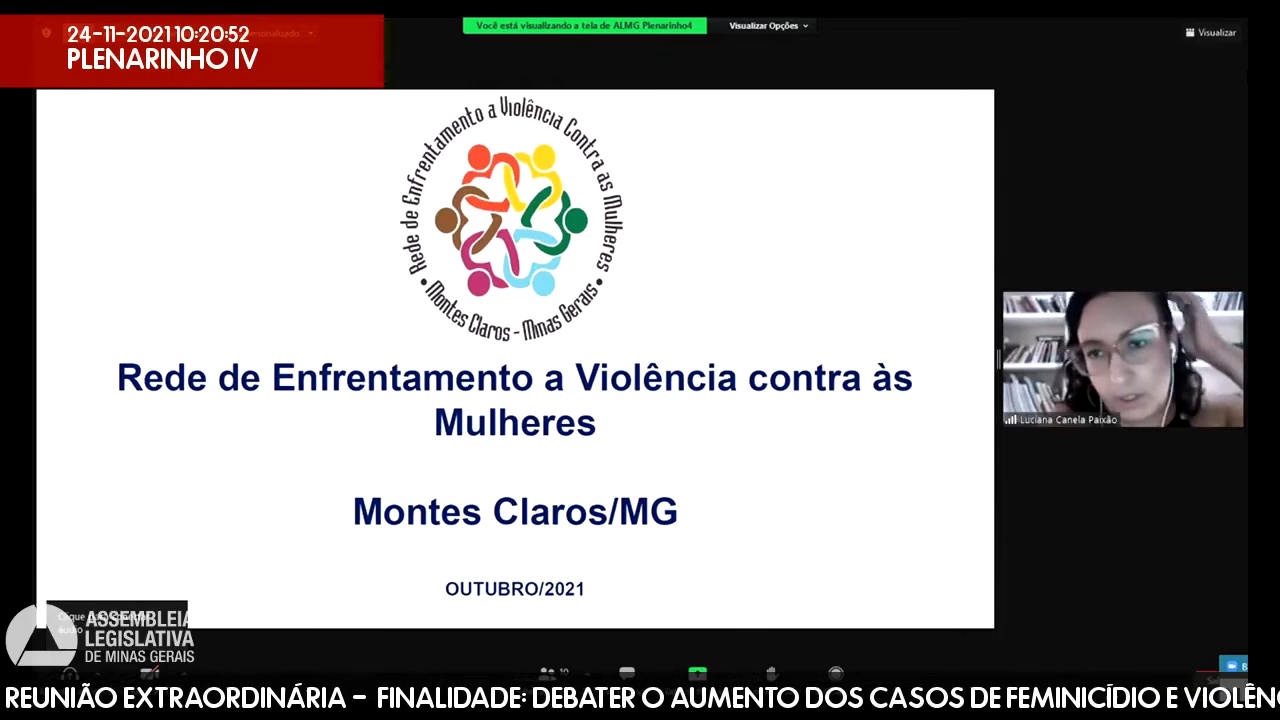 24-11-2021 10:20:52
PLENARINHO IV
Você está visualizando a tela de ALMG Plenarinho4
Visualizar Opções
Visualizar
Rede de Enfrentamento a Violência Contra as Mulheres
• Montes Claros - Minas Gerais •
Rede de Enfrentamento a Violência contra às
Mulheres
Montes Claros/MG
OUTUBRO/2021
Luciana Canela Paixão
ASSEMBLEIA
LEGISLATIVA
DE MINAS GERAIS
REUNIÃO EXTRAORDINÁRIA - FINALIDADE: DEBATER O AUMENTO DOS CASOS DE FEMINICÍDIO E VIOLÊN